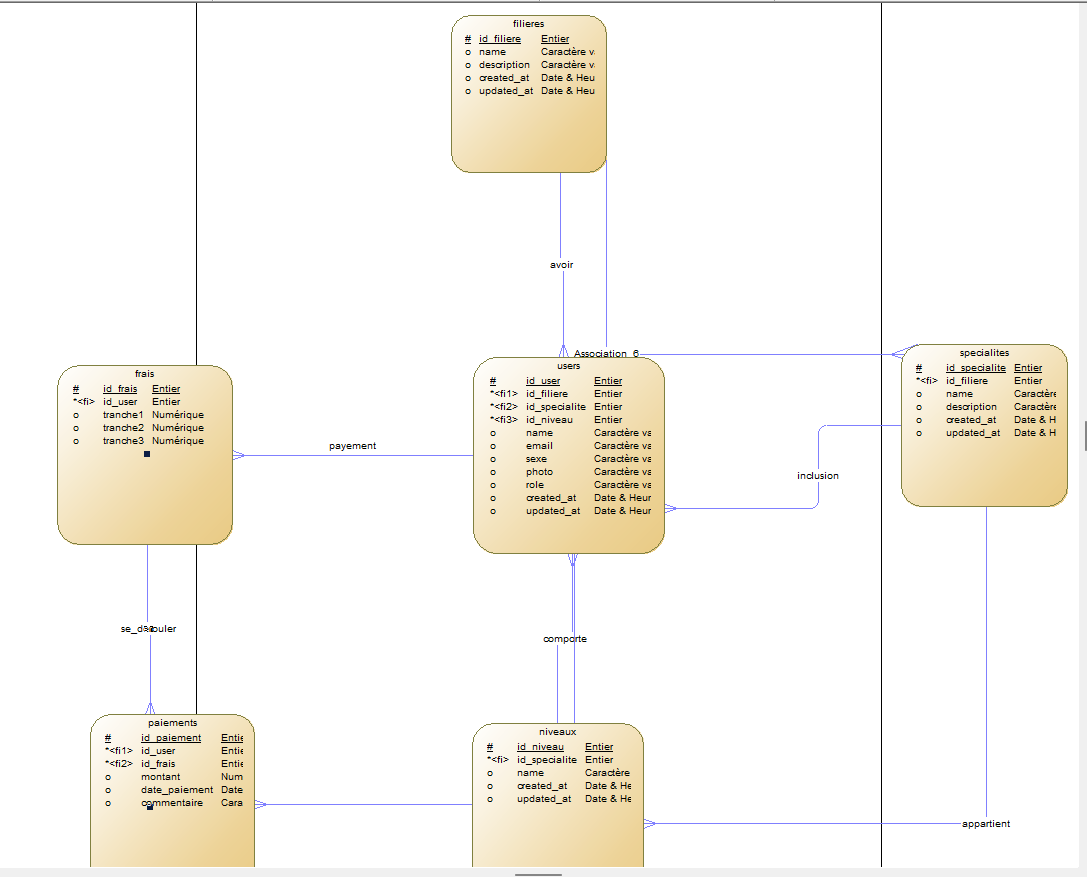 filieres
# id_filiere Entier
o name Caractère v
o description Caractère v
o created_at Date & Heu
o updated_at Date & Heu
avoir
Association_6
frais
# id_frais Entier
*<fi> id_user Entier
o tranche1 Numérique
o tranche2 Numérique
o tranche3 Numérique
payement
users
# id_user Entier
*<fi1> id_filiere Entier
*<fi2> id_specialite Entier
*<fi3> id_niveau Entier
o name Caractère va
o email Caractère va
o sexe Caractère va
o photo Caractère va
o role Caractère va
o created_at Date & Heur
o updated_at Date & Heur
specialites
# id_specialite Entier
*<fi> id_filiere Entier
o name Caractère
o description Caractère
o created_at Date & H
o updated_at Date & H
inclusion
se_dérouler
comporte
paiements
# id_paiement Entie
*<fi1> id_user Entie
*<fi2> id_frais Entie
o montant Num
o date_paiement Date
o commentaire Cara
niveaux
# id_niveau Entier
*<fi> id_specialite Entier
o name Caractère
o created_at Date & He
o updated_at Date & He
appartient